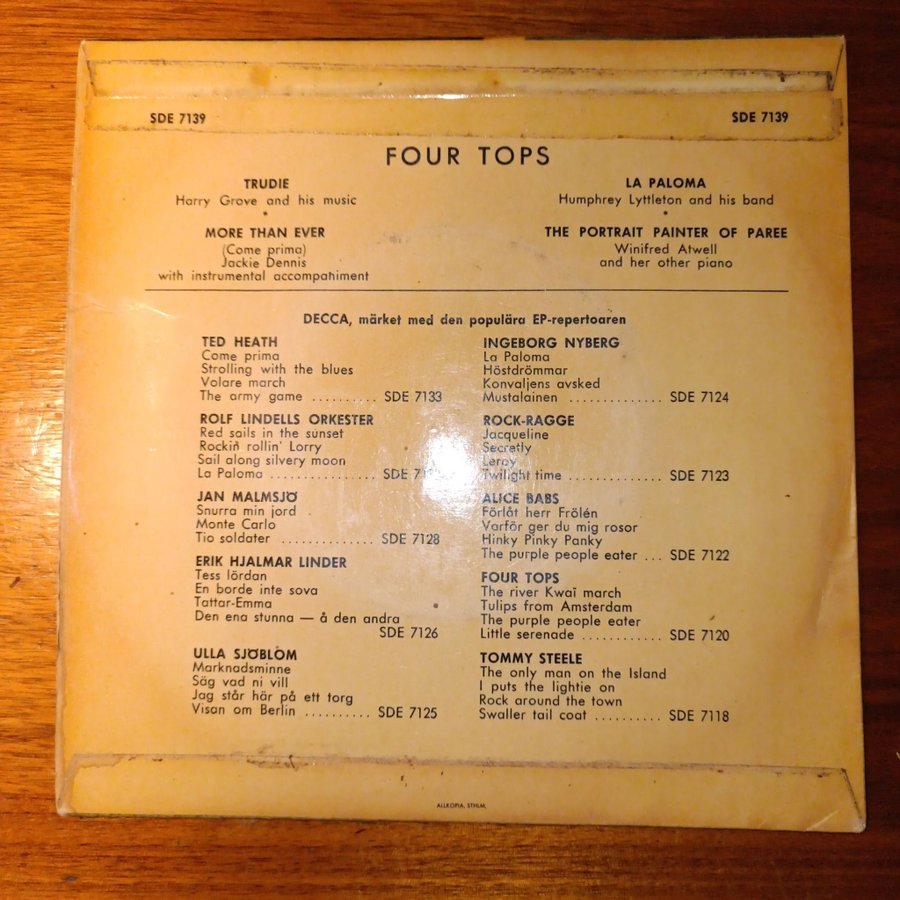 SDE 7139
SDE 7139
FOUR TOPS
TRUDIE
Harry Grove and his music
MORE THAN EVER
(Come prima)
Jackie Dennis
with instrumental accompaniment
LA PALOMA
Humphrey Lyttleton and his band
THE PORTRAIT PAINTER OF PAREE
Winifred Atwell
and her other piano
DECCA, märket med den populära EP-repertoaren
TED HEATH
Come prima
Strolling with the blues
Volare march
The army game .......... SDE 7133
ROLF LINDELLS ORKESTER
Red sails in the sunset
Rockin rollin' Lorry
Sail along silvery moon
La Paloma ................ SDE
JAN MALMSJÖ
Snurra min jord
Monte Carlo
Tio soldater .............. SDE 7128
ERIK HJALMAR LINDER
Tess lördan
En borde inte sova
Tattar-Emma
Den ena stunna — å den andra
SDE 7126
ULLA SJÖBLOM
Marknadsminne
Säg vad ni vill
Jag står här på ett torg
Visan om Berlin .......... SDE 7125
INGEBORG NYBERG
La Paloma
Höstdrömmar
Konvaljens avsked
Mustalainen .............. SDE 7124
ROCK-RAGGE
Jacqueline
Secretly
Leroy
Twilight time .............. SDE 7123
ALICE BABS
Förlåt herr Frölén
Varför ger du mig rosor
Hinky Pinky Panky
The purple people eater ... SDE 7122
FOUR TOPS
The river Kwaï march
Tulips from Amsterdam
The purple people eater
Little serenade ............ SDE 7120
TOMMY STEELE
The only man on the Island
I puts the lightie on
Rock around the town
Swaller tail coat .......... SDE 7118
ALLKOPIA, STHLM,